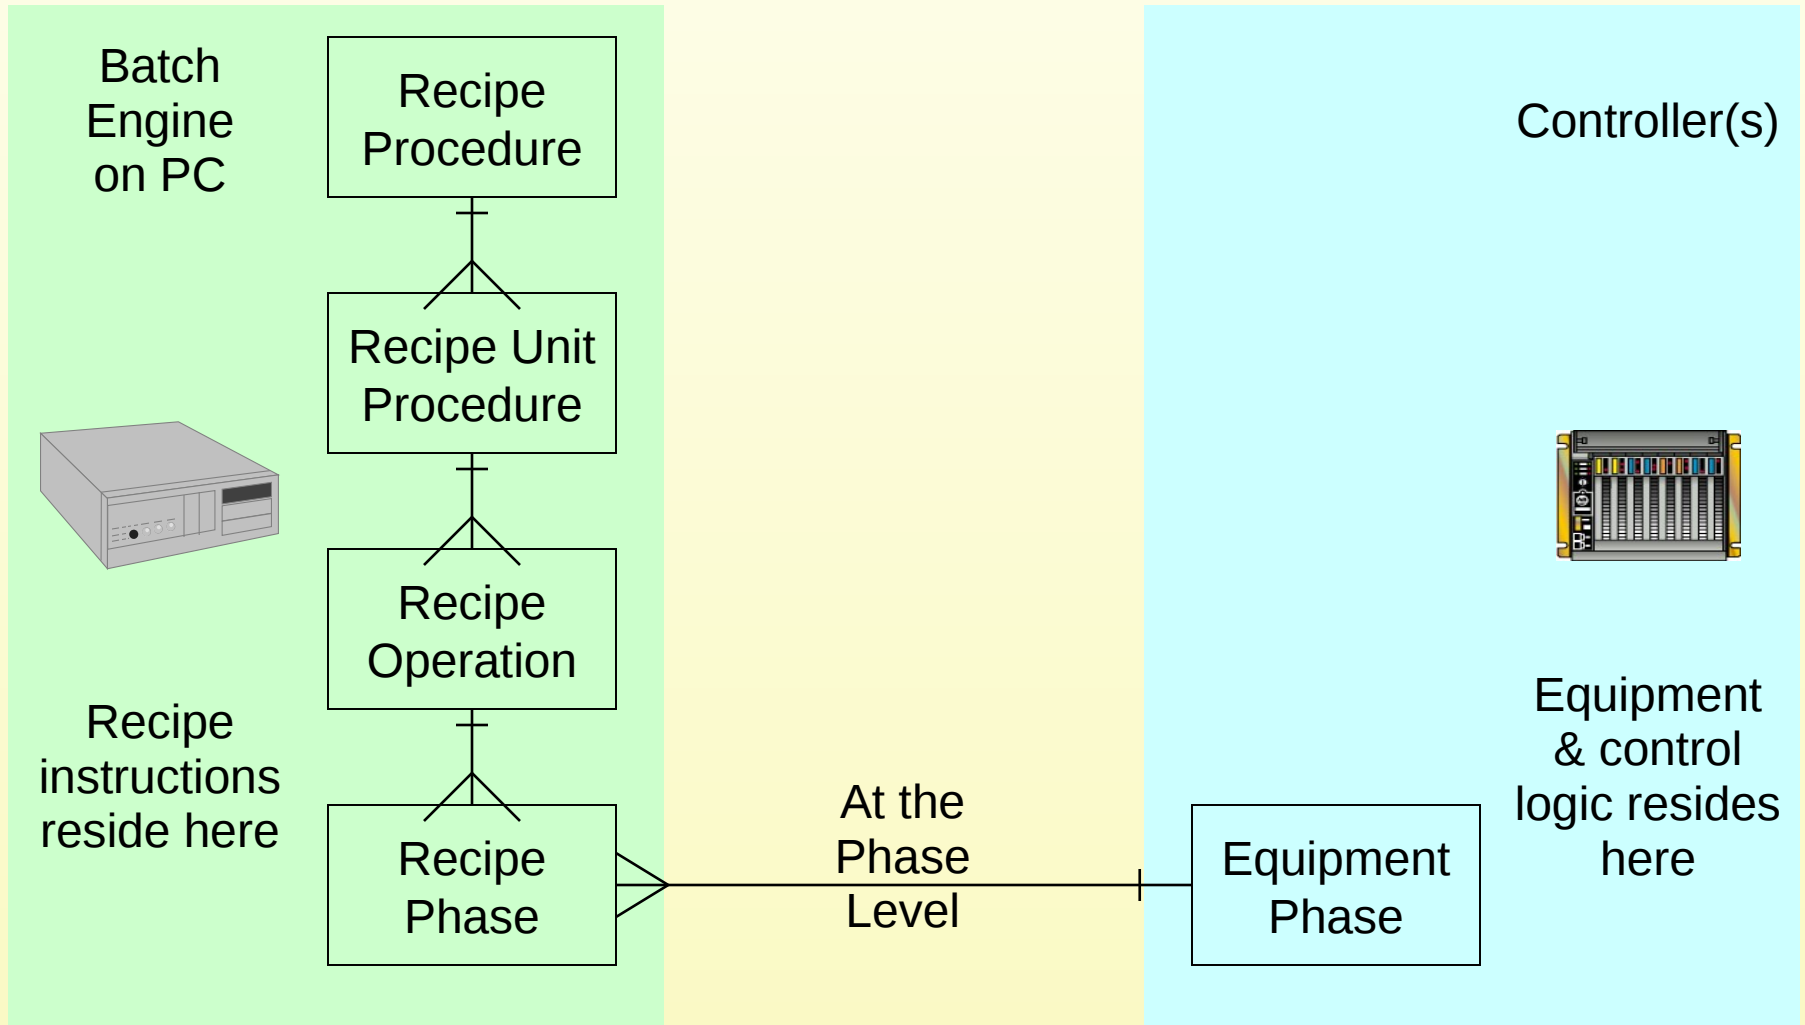 Batch
Engine
on PC
Recipe
Procedure
Controller(s)
Recipe Unit
Procedure
Recipe
Operation
Recipe
instructions
reside here
Recipe
Phase
At the
Phase
Level
Equipment
Phase
Equipment
& control
logic resides
here